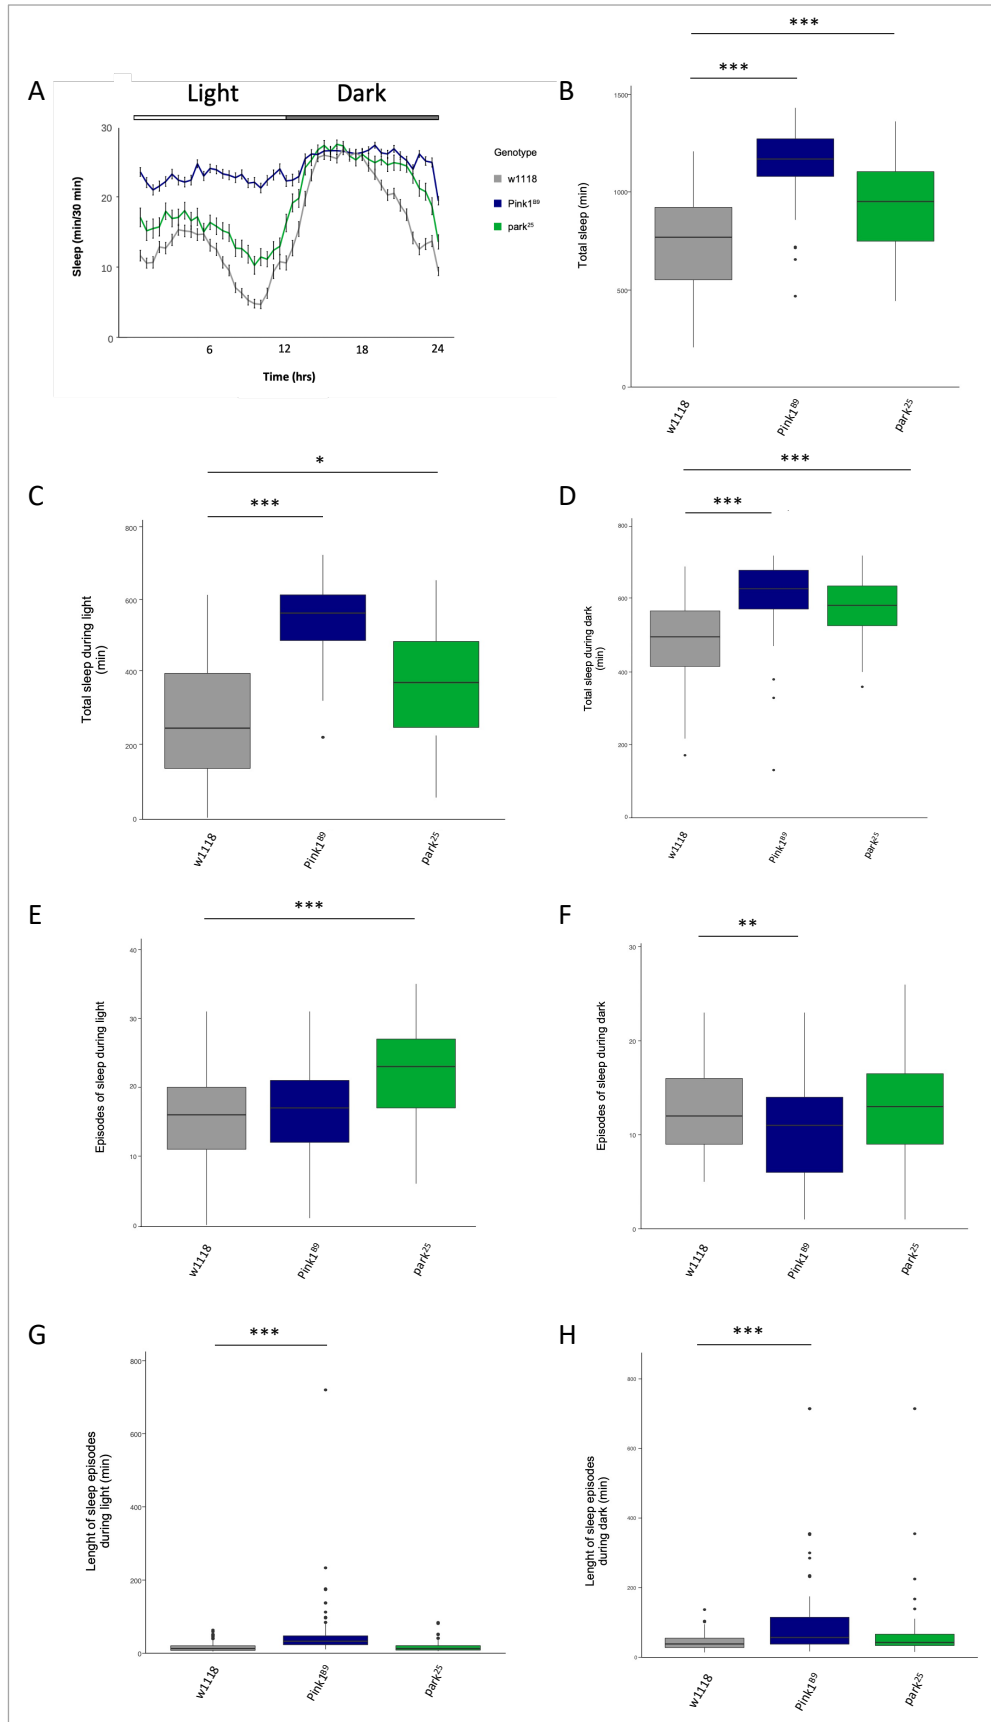 ***
***
A
Light
Dark
30
20
10
0
6
12
18
24
Sleep (min/30 min)
Time (hrs)
Genotype
w1118
Pink1ᴮ⁹
park²⁵
B
1500
1000
500
0
Total sleep (min)
w1118
Pink1ᴮ⁹
park²⁵
*
***
C
800
600
400
200
0
Total sleep during light
(min)
w1118
Pink1ᴮ⁹
park²⁵
***
***
D
800
600
400
200
0
Total sleep during dark
(min)
w1118
Pink1ᴮ⁹
park²⁵
***
E
40
30
20
10
0
Episodes of sleep during light
w1118
Pink1ᴮ⁹
park²⁵
**
F
30
20
10
0
Episodes of sleep during dark
w1118
Pink1ᴮ⁹
park²⁵
***
G
800
600
400
200
0
Lenght of sleep episodes
during light (min)
w1118
Pink1ᴮ⁹
park²⁵
***
H
800
600
400
200
0
Lenght of sleep episodes
during dark (min)
w1118
Pink1ᴮ⁹
park²⁵